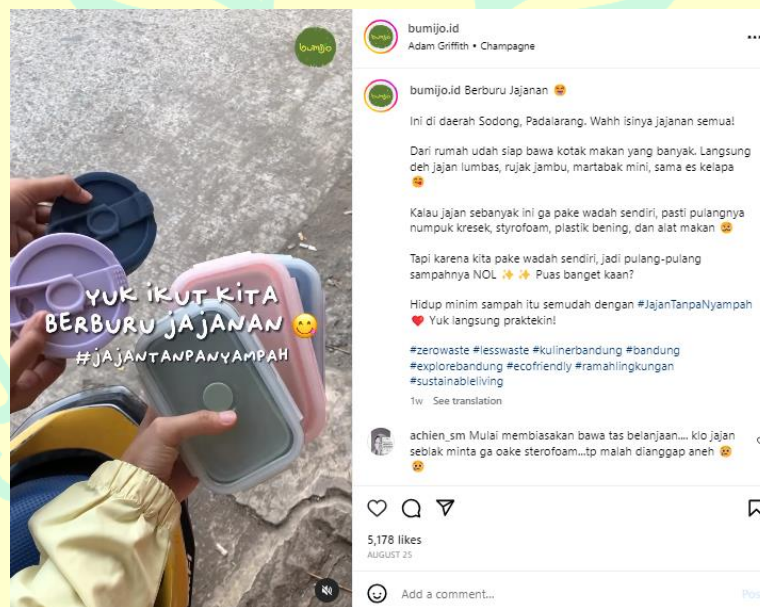 bumijo
YUK IKUT KITA
BERBURU JAJANAN
#JAJANTANPANYAMPAH
bumijo.id
Adam Griffith • Champagne
bumijo.id Berburu Jajanan
Ini di daerah Sodong, Padalarang. Wahh isinya jajanan semua!
Dari rumah udah siap bawa kotak makan yang banyak. Langsung
deh jajan lumbas, rujak jambu, martabak mini, sama es kelapa
Kalau jajan sebanyak ini ga pake wadah sendiri, pasti pulangnya
numpuk kresek, styrofoam, plastik bening, dan alat makan
Tapi karena kita pake wadah sendiri, jadi pulang-pulang
sampahnya NOL ✨ ✨ Puas banget kaan?
Hidup minim sampah itu semudah dengan #JajanTanpaNyampah
❤️ Yuk langsung praktekin!
#zerowaste #lesswaste #kulinerbandung #bandung
#explorebandung #ecofriendly #ramahlingkungan
#sustainableliving
1w See translation
achien_sm Mulai membiasakan bawa tas belanjaan.... klo jajan
seblak minta ga oake sterofoam...tp malah dianggap aneh
5,178 likes
AUGUST 25
Add a comment...
Pos